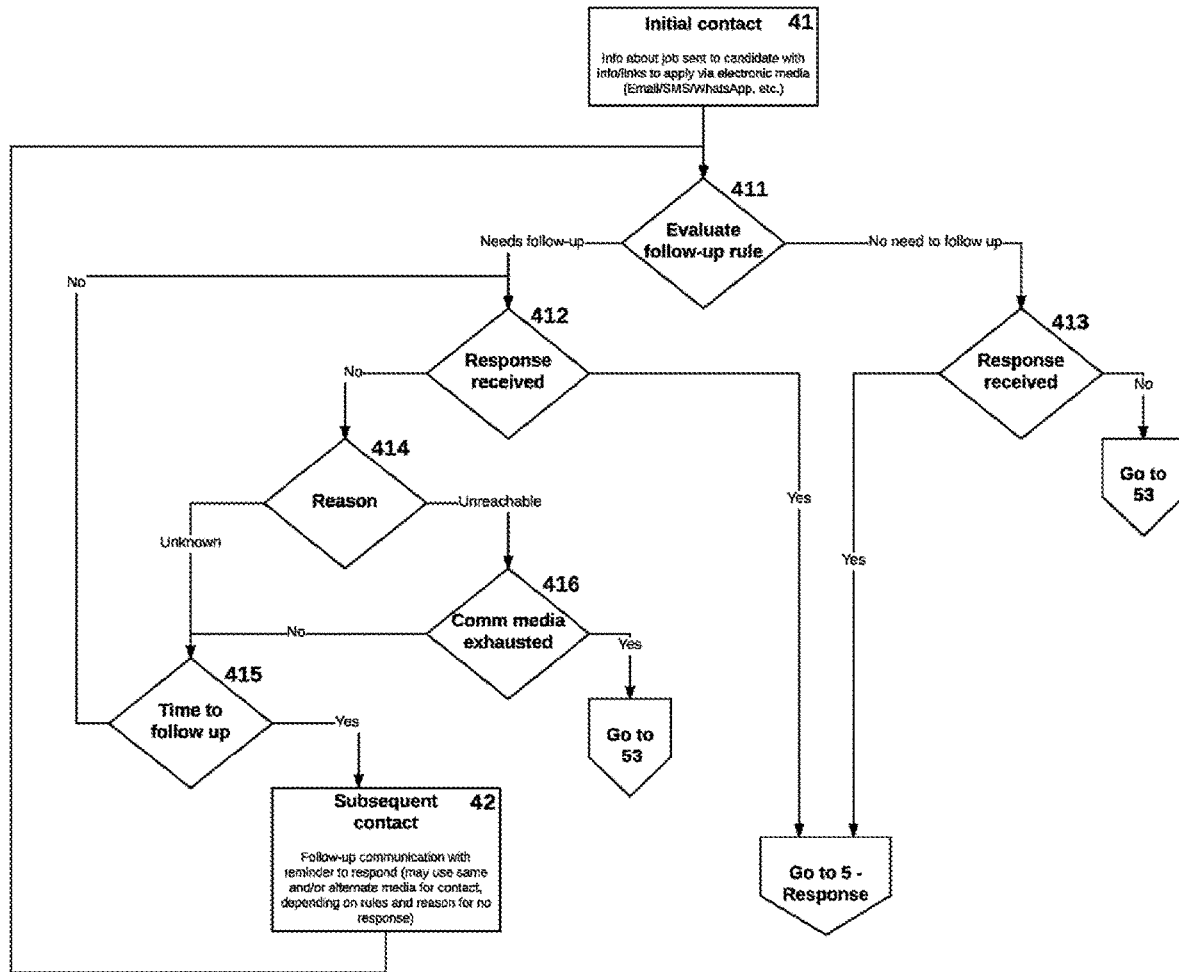 Initial contact 41
Info about job sent to candidate with
info/links to apply via electronic media
(Email/SMS/WhatsApp, etc.)
411
Evaluate
follow-up rule
Needs follow-up
No need to follow up
No
412
Response
received
413
Response
received
No
No
414
Reason
Go to
53
Unreachable
Yes
Unknown
Yes
416
Comm media
exhausted
No
Yes
415
Time to
follow up
Yes
Go to
53
Subsequent 42
contact
Follow-up communication with
reminder to respond (may use same
and/or alternate media for contact,
depending on rules and reason for no
response)
Go to 5 -
Response